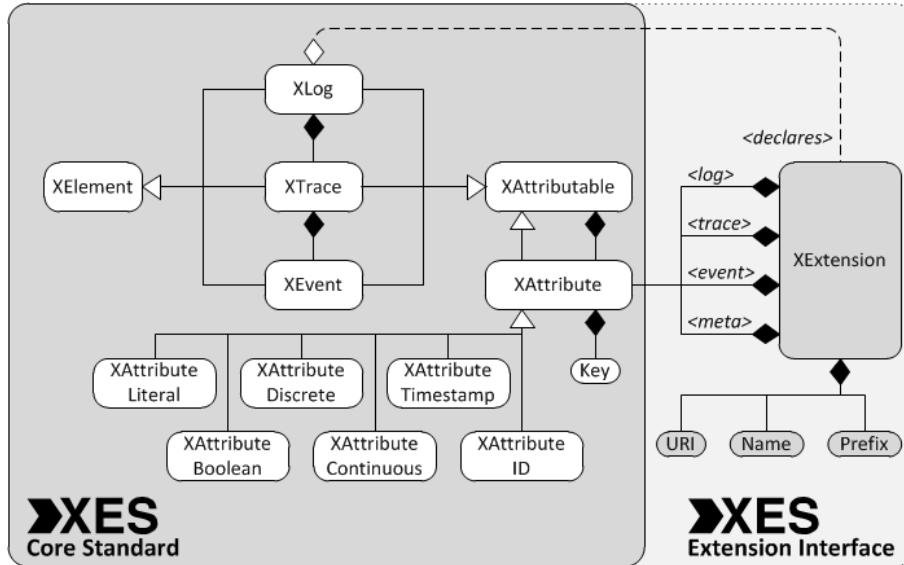 XLog
<declares>
XElement
XTrace
XAttributable
<log>
<trace>
XExtension
XEvent
XAttribute
<event>
<meta>
XAttribute
Literal
XAttribute
Discrete
XAttribute
Timestamp
Key
XAttribute
Boolean
XAttribute
Continuous
XAttribute
ID
URI
Name
Prefix
XES
Core Standard
XES
Extension Interface